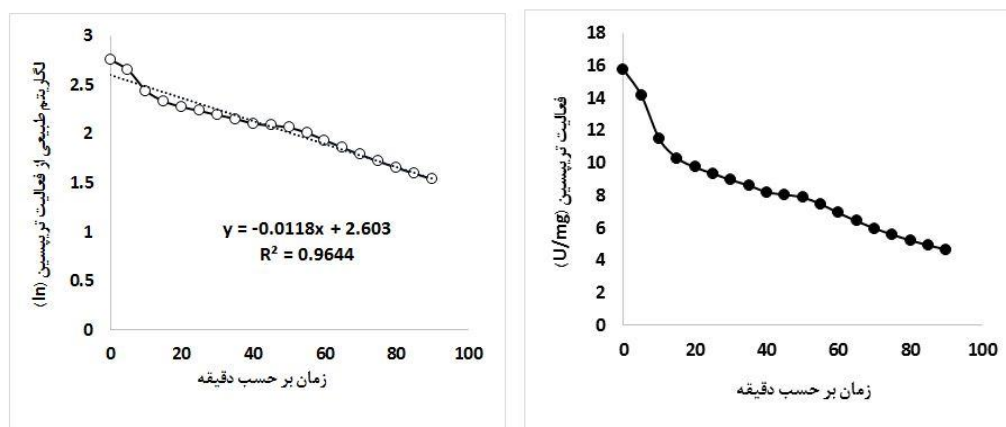 لگاریتم طبیعی از فعالیت تریپسین (ln)
3
2.5
2
1.5
1
0.5
0
y = -0.0118x + 2.603
R² = 0.9644
0 20 40 60 80 100
زمان بر حسب دقیقه
فعالیت تریپسین (U/mg)
18
16
14
12
10
8
6
4
2
0
0 20 40 60 80 100
زمان بر حسب دقیقه